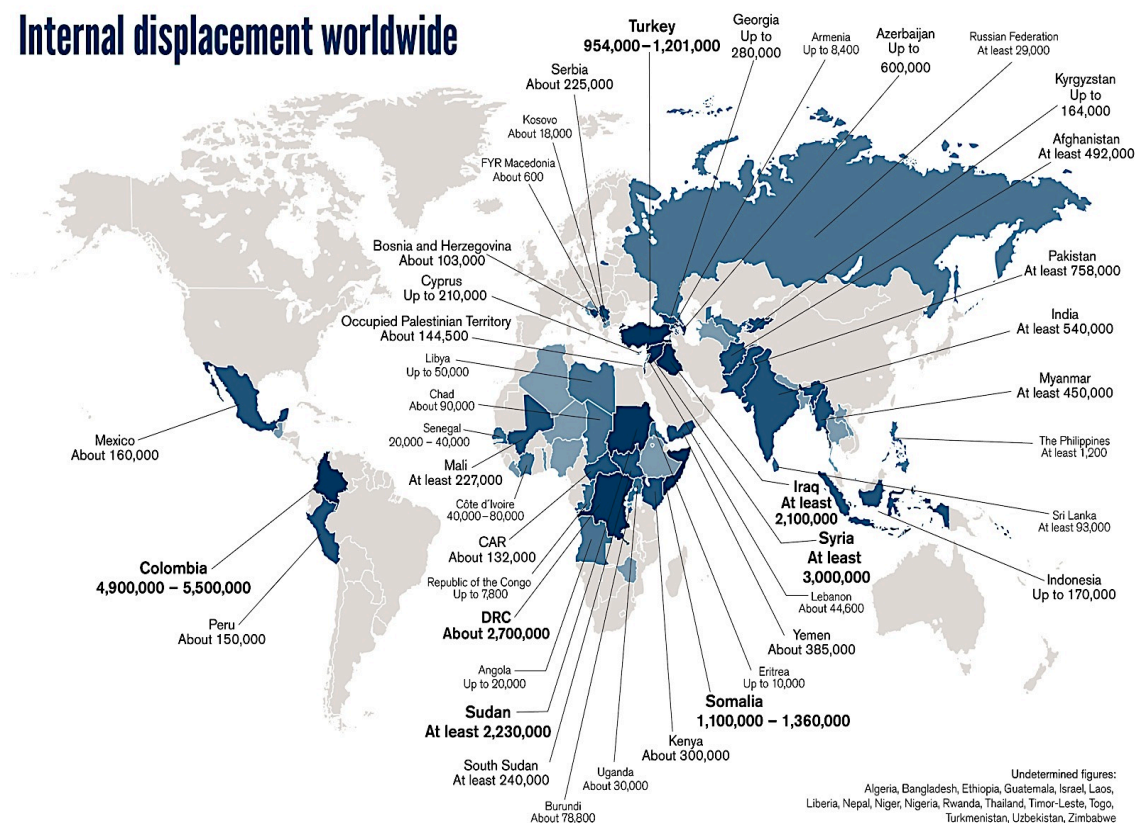 Internal displacement worldwide
Turkey
954,000 – 1,201,000
Georgia
Up to
280,000
Armenia
Up to 8,400
Azerbaijan
Up to
600,000
Russian Federation
At least 29,000
Kyrgyzstan
Up to
164,000
Afghanistan
At least 492,000
Serbia
About 225,000
Kosovo
About 18,000
FYR Macedonia
About 600
Bosnia and Herzegovina
About 103,000
Cyprus
Up to 210,000
Occupied Palestinian Territory
About 144,500
Libya
Up to 50,000
Chad
About 90,000
Senegal
20,000 – 40,000
Mali
At least 227,000
Côte d'Ivoire
40,000 – 80,000
CAR
About 132,000
Republic of the Congo
Up to 7,800
DRC
About 2,700,000
Angola
Up to 20,000
Sudan
At least 2,230,000
South Sudan
At least 240,000
Burundi
About 78,800
Uganda
About 30,000
Kenya
About 300,000
Somalia
1,100,000 – 1,360,000
Eritrea
Up to 10,000
Yemen
About 385,000
Lebanon
About 44,600
Syria
At least
3,000,000
Iraq
At least
2,100,000
Pakistan
At least 758,000
India
At least 540,000
Myanmar
At least 450,000
The Philippines
At least 1,200
Sri Lanka
At least 93,000
Indonesia
Up to 170,000
Mexico
About 160,000
Colombia
4,900,000 – 5,500,000
Peru
About 150,000
Undetermined figures:
Algeria, Bangladesh, Ethiopia, Guatemala, Israel, Laos,
Liberia, Nepal, Niger, Nigeria, Rwanda, Thailand, Timor-Leste, Togo,
Turkmenistan, Uzbekistan, Zimbabwe